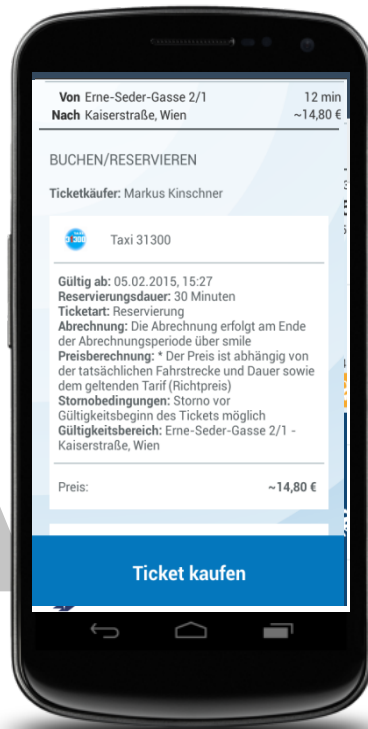 Von Erne-Seder-Gasse 2/1 12 min
Nach Kaiserstraße, Wien ~14,80 €
BUCHEN/RESERVIEREN
Ticketkäufer: Markus Kinschner
Taxi 31300
Gültig ab: 05.02.2015, 15:27
Reservierungsdauer: 30 Minuten
Ticketart: Reservierung
Abrechnung: Die Abrechnung erfolgt am Ende
der Abrechnungsperiode über smile
Preisberechnung: * Der Preis ist abhängig von
der tatsächlichen Fahrstrecke und Dauer sowie
dem geltenden Tarif (Richtpreis)
Stornobedingungen: Storno vor
Gültigkeitsbeginn des Tickets möglich
Gültigkeitsbereich: Erne-Seder-Gasse 2/1 -
Kaiserstraße, Wien
Preis: ~14,80 €
Ticket kaufen